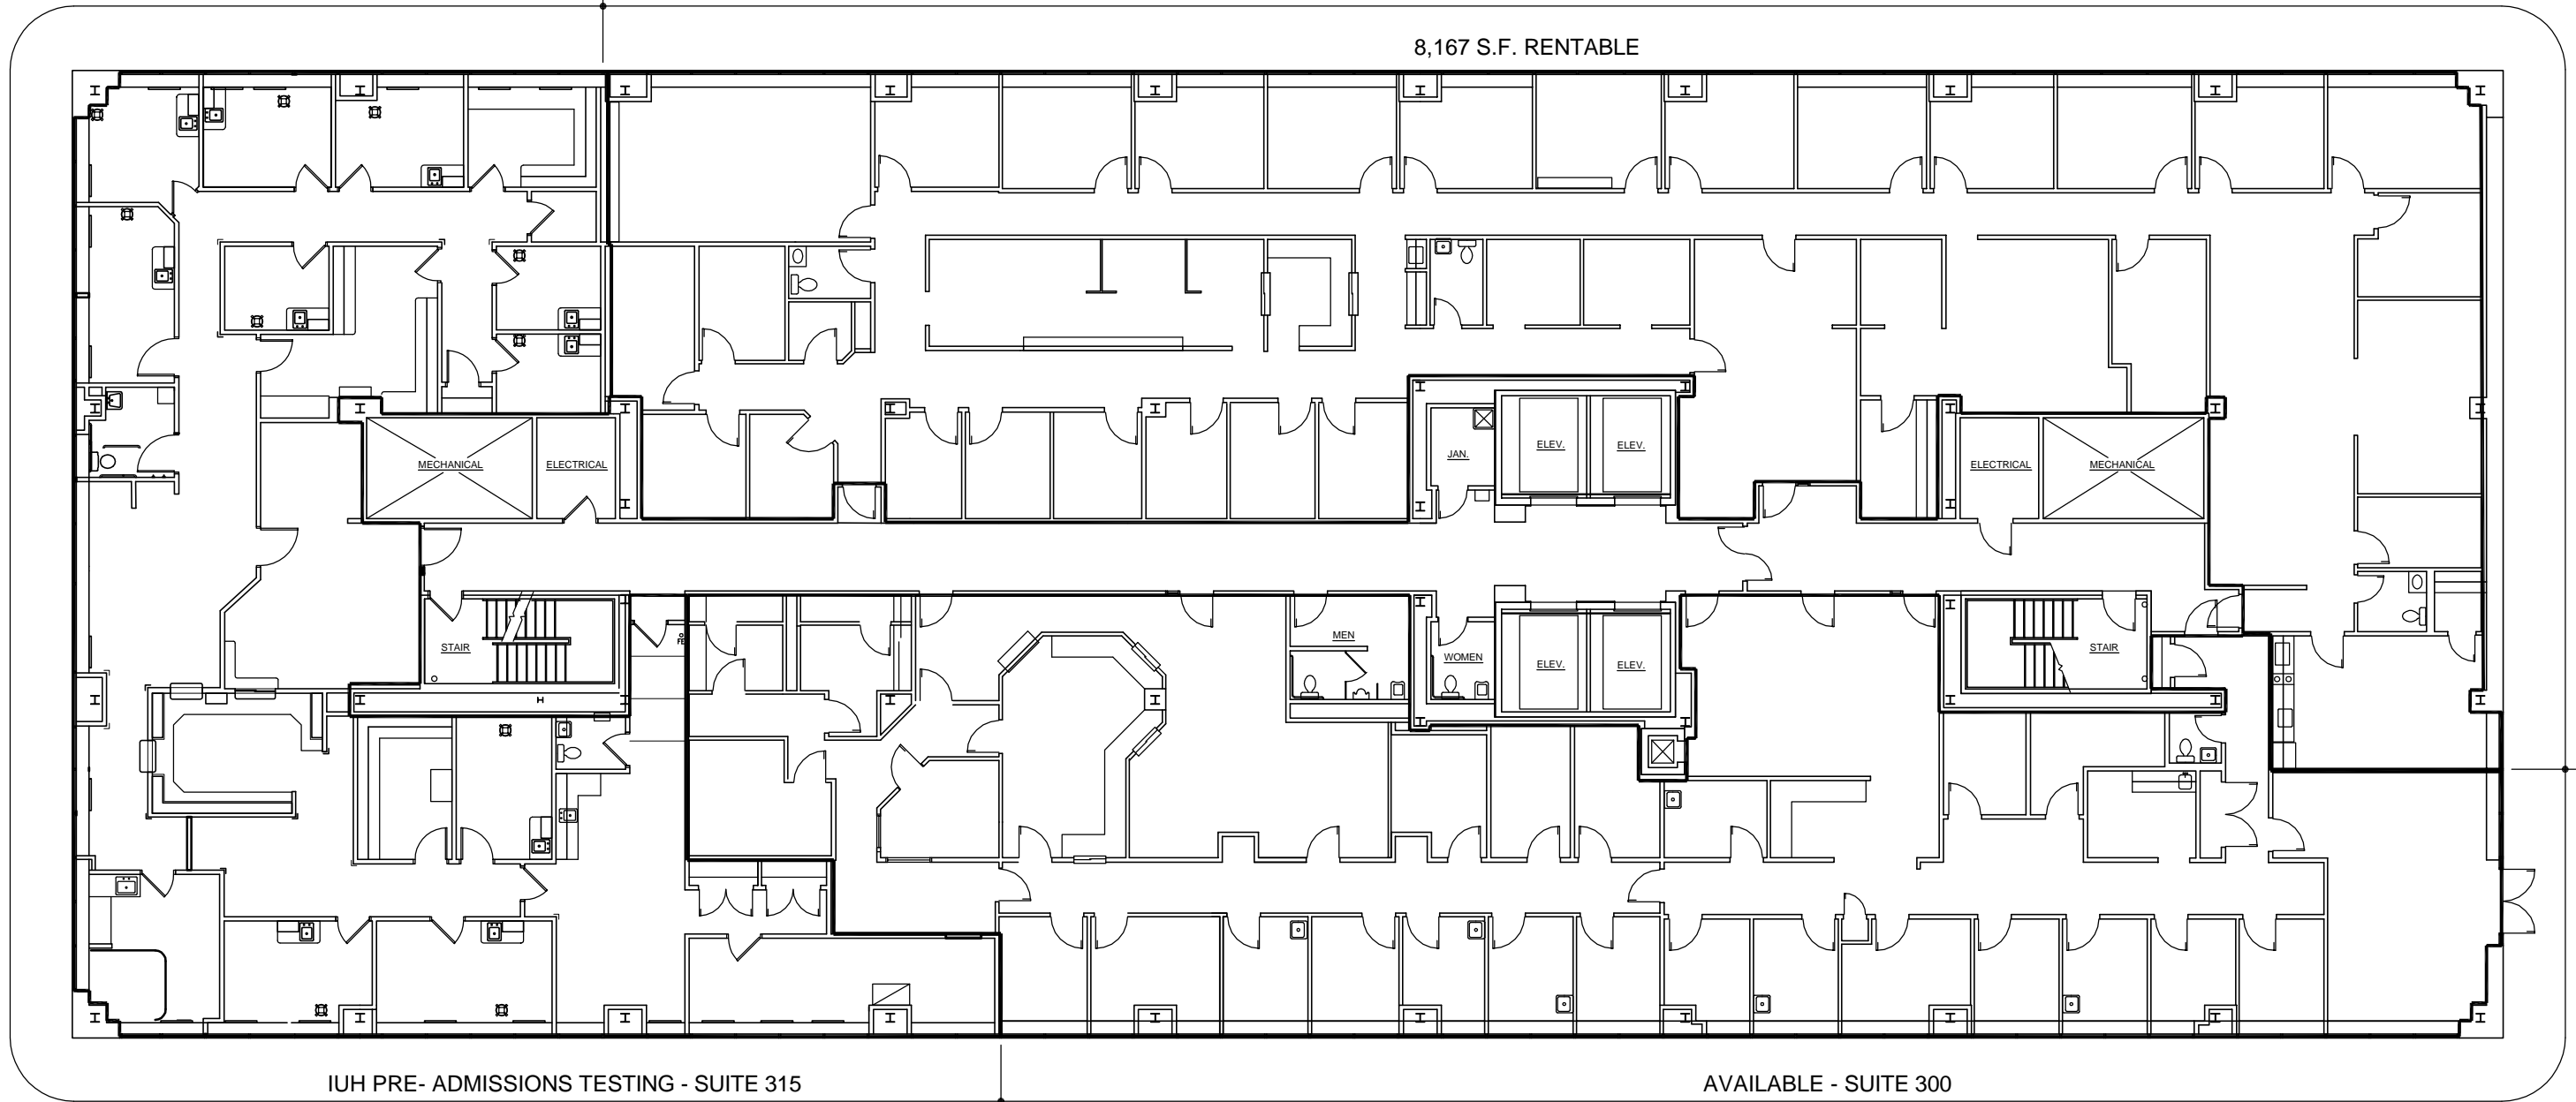 8,167 S.F. RENTABLE
ELEV.
ELEV.
JAN.
MECHANICAL
ELECTRICAL
ELECTRICAL
MECHANICAL
MEN
STAIR
WOMEN
ELEV.
ELEV.
STAIR
FE
IUH PRE- ADMISSIONS TESTING - SUITE 315
AVAILABLE - SUITE 300